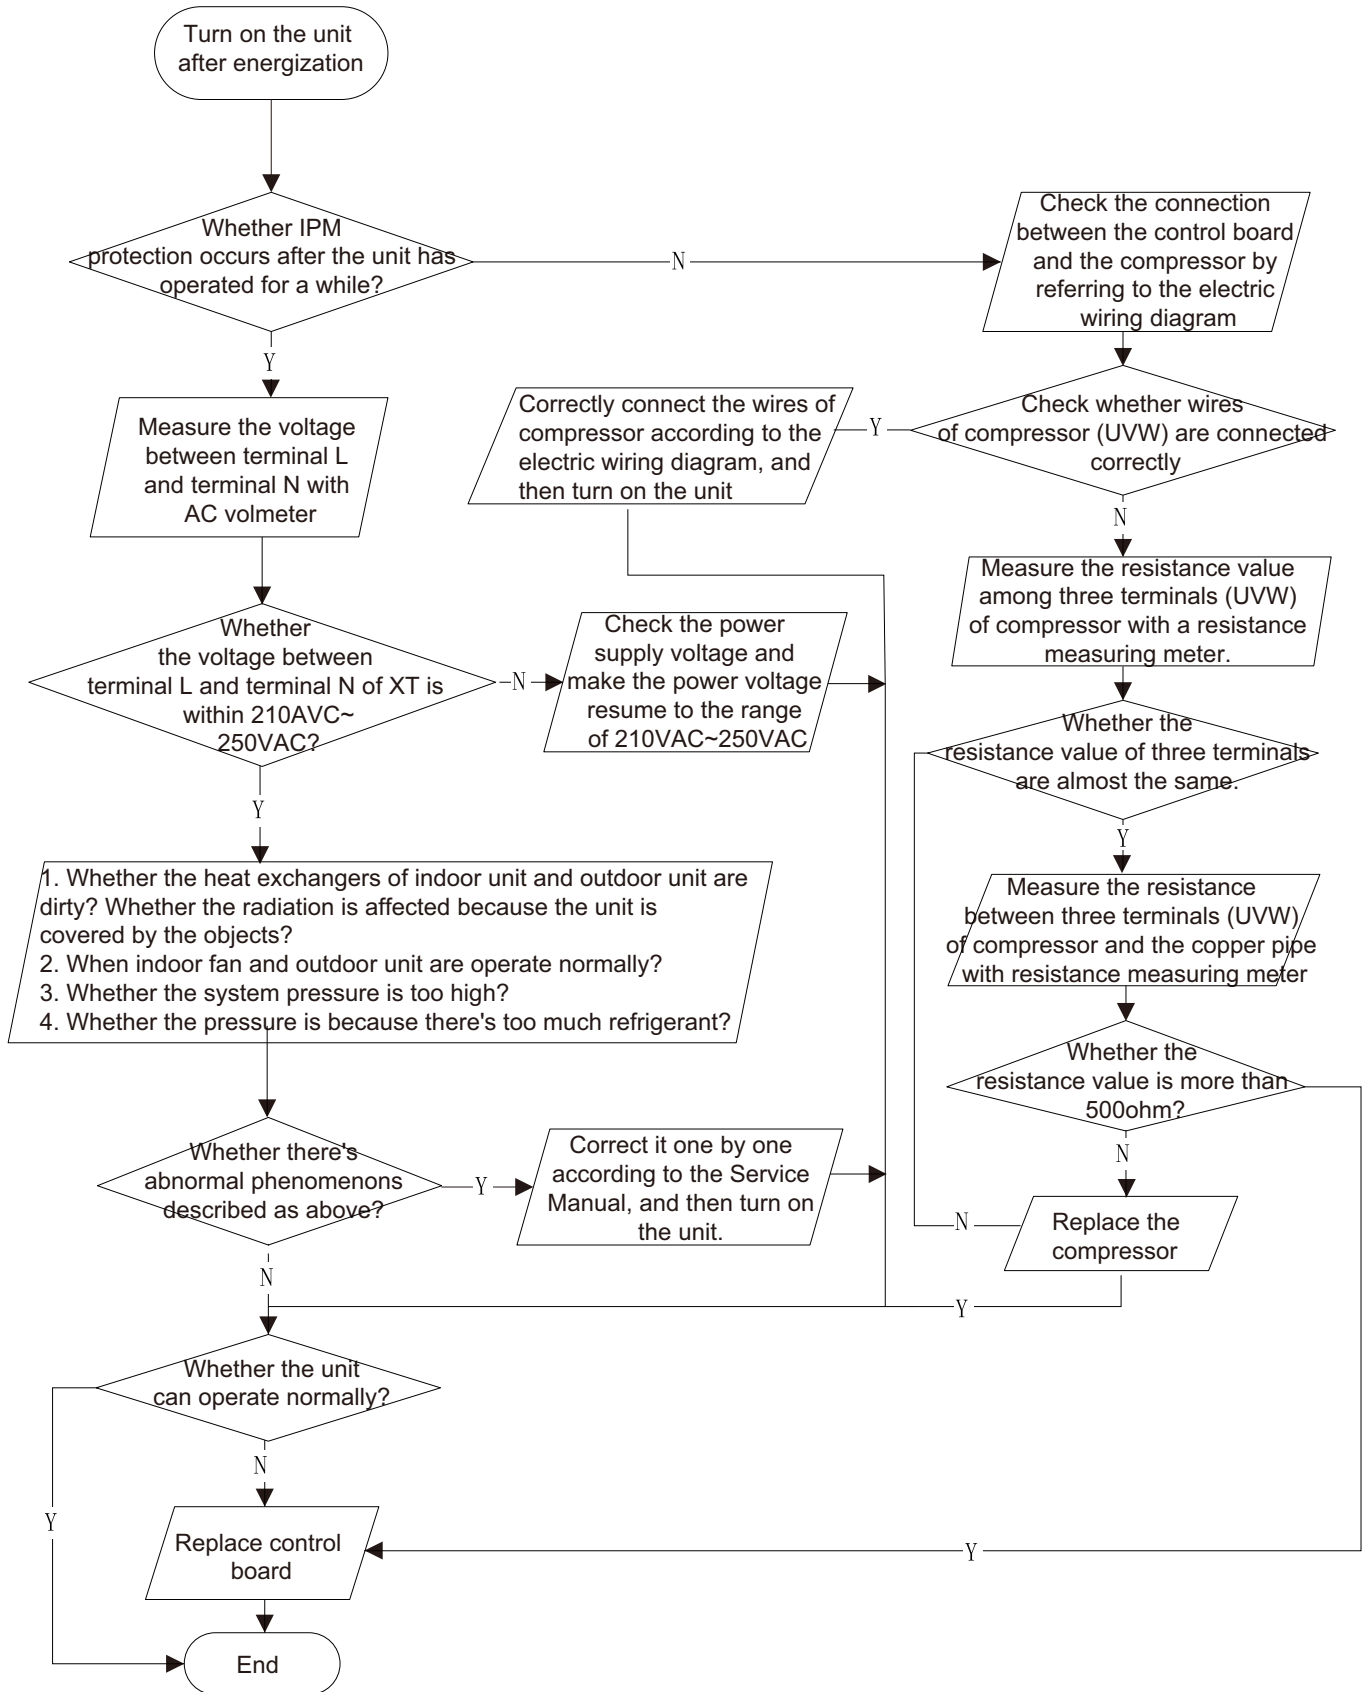 Turn on the unit
after energization
Whether IPM
protection occurs after the unit has
operated for a while?
N
Check the connection
between the control board
and the compressor by
referring to the electric
wiring diagram
Y
Measure the voltage
between terminal L
and terminal N with
AC volmeter
Correctly connect the wires of
compressor according to the
electric wiring diagram, and
then turn on the unit
Y
Check whether wires
of compressor (UVW) are connected
correctly
N
Measure the resistance value
among three terminals (UVW)
of compressor with a resistance
measuring meter.
Whether
the voltage between
terminal L and terminal N of XT is
within 210AVC~
250VAC?
N
Check the power
supply voltage and
make the power voltage
resume to the range
of 210VAC~250VAC
Whether the
resistance value of three terminals
are almost the same.
Y
Y
1. Whether the heat exchangers of indoor unit and outdoor unit are
dirty? Whether the radiation is affected because the unit is
covered by the objects?
2. When indoor fan and outdoor unit are operate normally?
3. Whether the system pressure is too high?
4. Whether the pressure is because there's too much refrigerant?
Measure the resistance
between three terminals (UVW)
of compressor and the copper pipe
with resistance measuring meter
Whether the
resistance value is more than
500ohm?
N
Whether there's
abnormal phenomenons
described as above?
Y
Correct it one by one
according to the Service
Manual, and then turn on
the unit.
N
Replace the
compressor
N
Y
Whether the unit
can operate normally?
N
Y
Replace control
board
Y
End